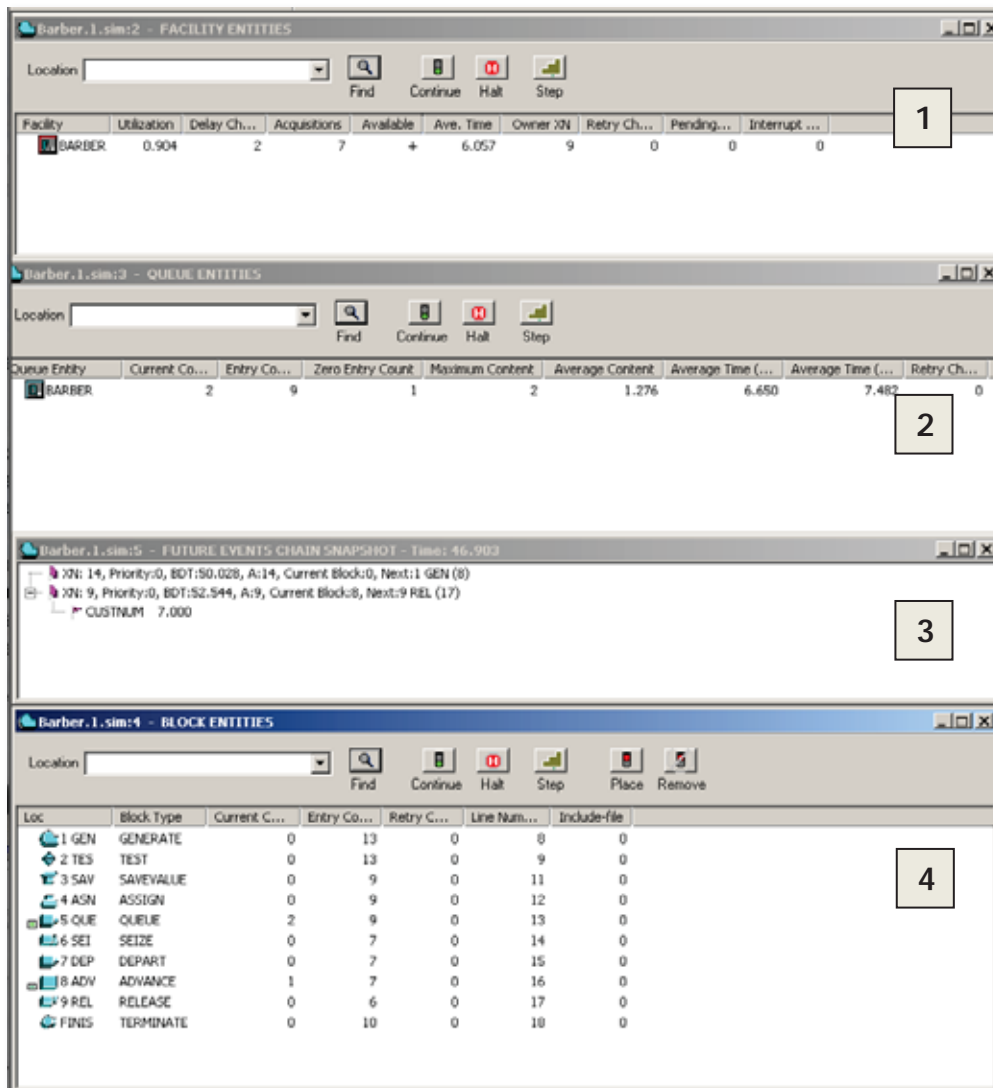 Barber.1.sim:2 - FACILITY ENTITIES
Location
Find Continue Halt Step
1
Facility Utilization Delay Ch... Acquisitions Available Ave. Time Owner XN Retry Ch... Pending... Interrupt ...
BARBER 0.904 2 7 + 6.057 9 0 0 0
Barber.1.sim:3 - QUEUE ENTITIES
Location
Find Continue Halt Step
Queue Entity Current Co... Entry Co... Zero Entry Count Maximum Content Average Content Average Time (... Average Time (... Retry Ch...
BARBER 2 9 1 2 1.276 6.650 7.482 0
2
Barber.1.sim:5 - FUTURE EVENTS CHAIN SNAPSHOT - Time: 46.903
XN: 14, Priority:0, BDT:50.028, A:14, Current Block:0, Next:1 GEN (8)
XN: 9, Priority:0, BDT:52.544, A:9, Current Block:8, Next:9 REL (17)
CUSTNUM 7.000
3
Barber.1.sim:4 - BLOCK ENTITIES
Location
Find Continue Halt Step Place Remove
Loc Block Type Current C... Entry Co... Retry C... Line Num... Include-file
1 GEN GENERATE 0 13 0 8 0
2 TES TEST 0 13 0 9 0
3 SAV SAVEVALUE 0 9 0 11 0
4 ASN ASSIGN 0 9 0 12 0
5 QUE QUEUE 2 9 0 13 0
6 SEI SEIZE 0 7 0 14 0
7 DEP DEPART 0 7 0 15 0
8 ADV ADVANCE 1 7 0 16 0
9 REL RELEASE 0 6 0 17 0
FINIS TERMINATE 0 10 0 18 0
4